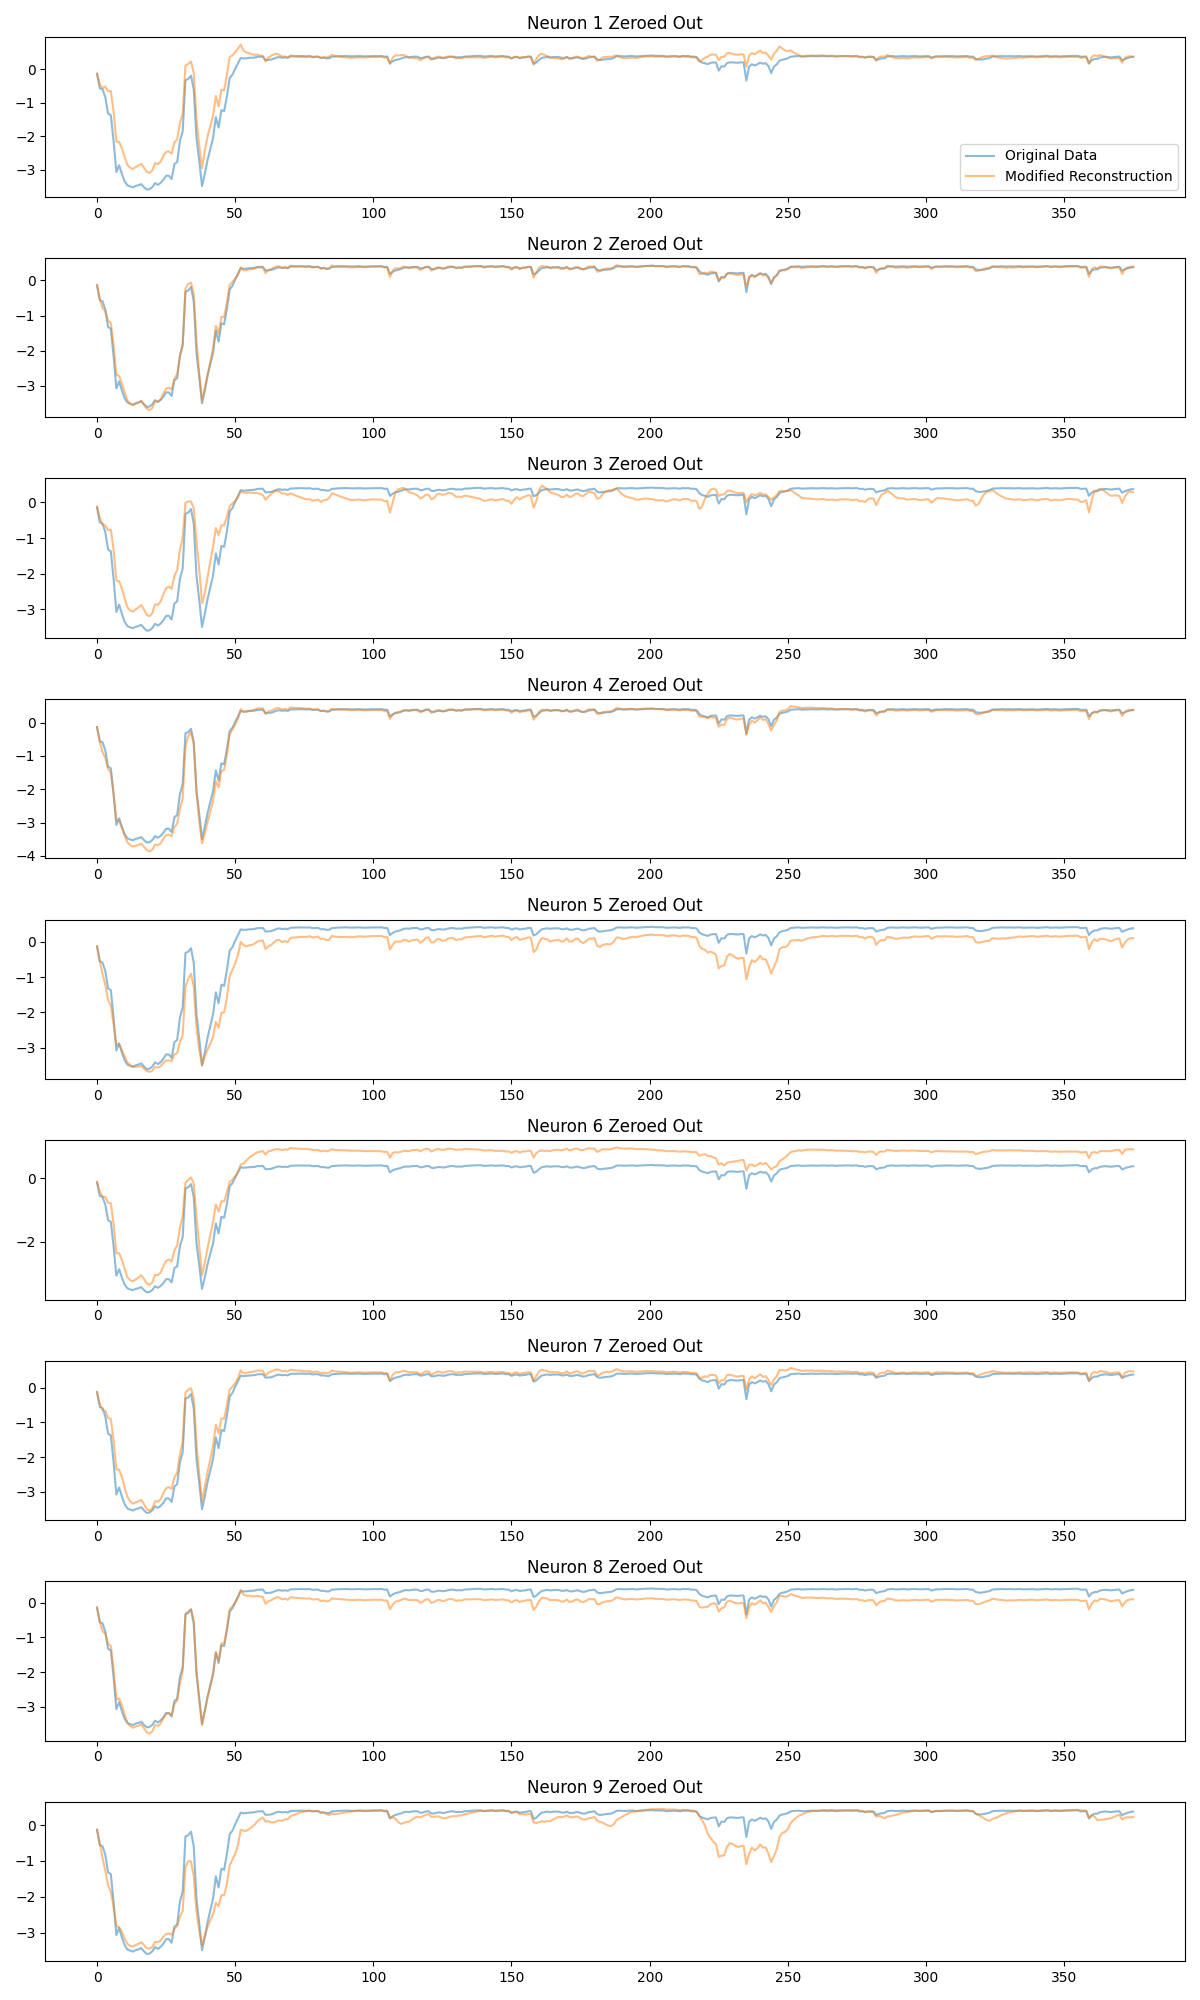 Neuron 1 Zeroed Out
0
−1
−2
−3
Original Data
Modified Reconstruction
0 50 100 150 200 250 300 350
Neuron 2 Zeroed Out
0
−1
−2
−3
0 50 100 150 200 250 300 350
Neuron 3 Zeroed Out
0
−1
−2
−3
0 50 100 150 200 250 300 350
Neuron 4 Zeroed Out
0
−1
−2
−3
−4
0 50 100 150 200 250 300 350
Neuron 5 Zeroed Out
0
−1
−2
−3
0 50 100 150 200 250 300 350
Neuron 6 Zeroed Out
0
−2
0 50 100 150 200 250 300 350
Neuron 7 Zeroed Out
0
−1
−2
−3
0 50 100 150 200 250 300 350
Neuron 8 Zeroed Out
0
−1
−2
−3
0 50 100 150 200 250 300 350
Neuron 9 Zeroed Out
0
−1
−2
−3
0 50 100 150 200 250 300 350